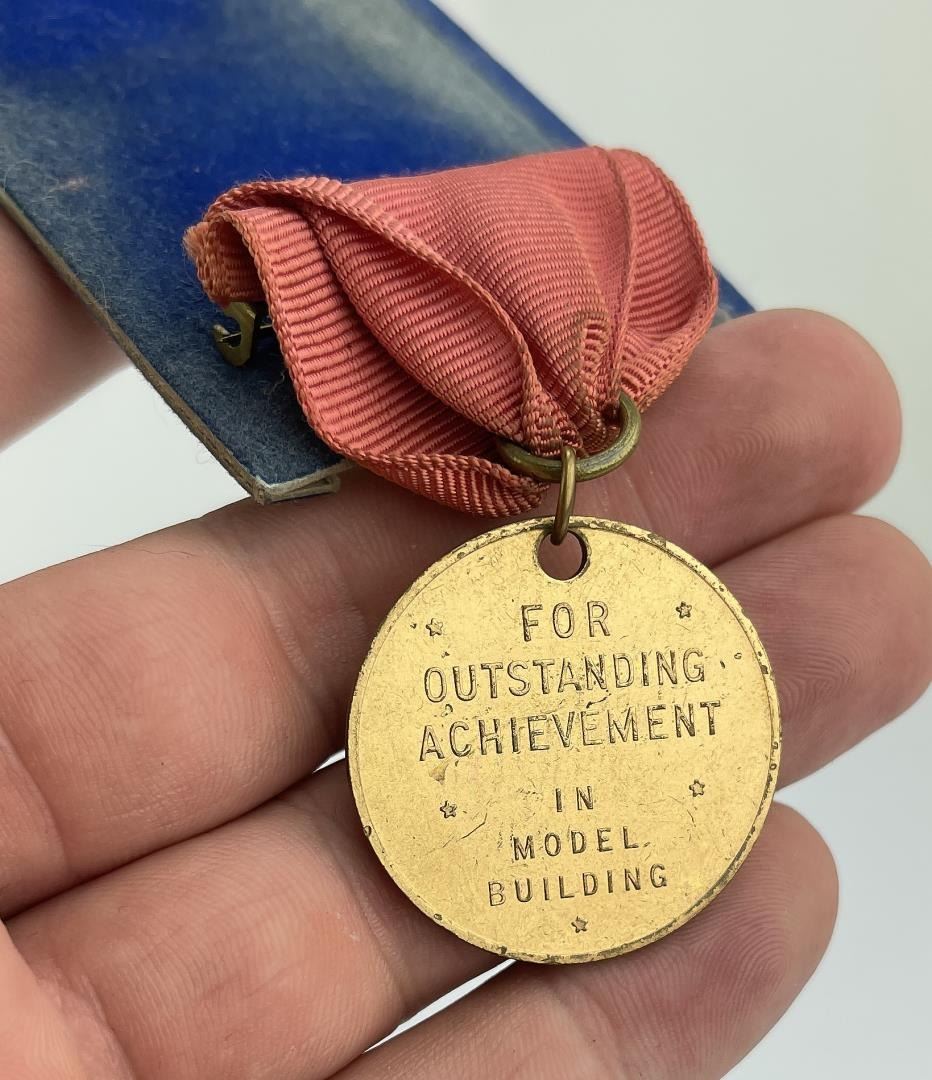 FOR
OUTSTANDING
ACHIEVEMENT
IN
MODEL
BUILDING